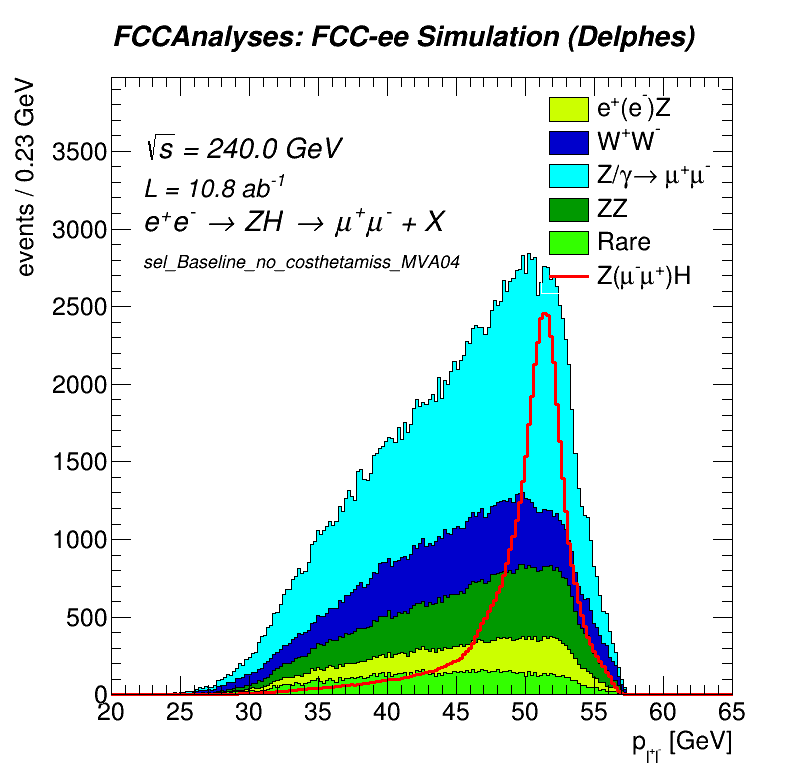 FCCAnalyses: FCC-ee Simulation (Delphes)
events / 0.23 GeV
√s = 240.0 GeV
L = 10.8 ab⁻¹
e⁺e⁻ → ZH → μ⁺μ⁻ + X
sel_Baseline_no_costhetamiss_MVA04
e⁺(e⁻)Z
W⁺W⁻
Z/γ→ μ⁺μ⁻
ZZ
Rare
Z(μ⁻μ⁺)H
3500
3000
2500
2000
1500
1000
500
0
20 25 30 35 40 45 50 55 60 65
p_l⁺l⁻ [GeV]